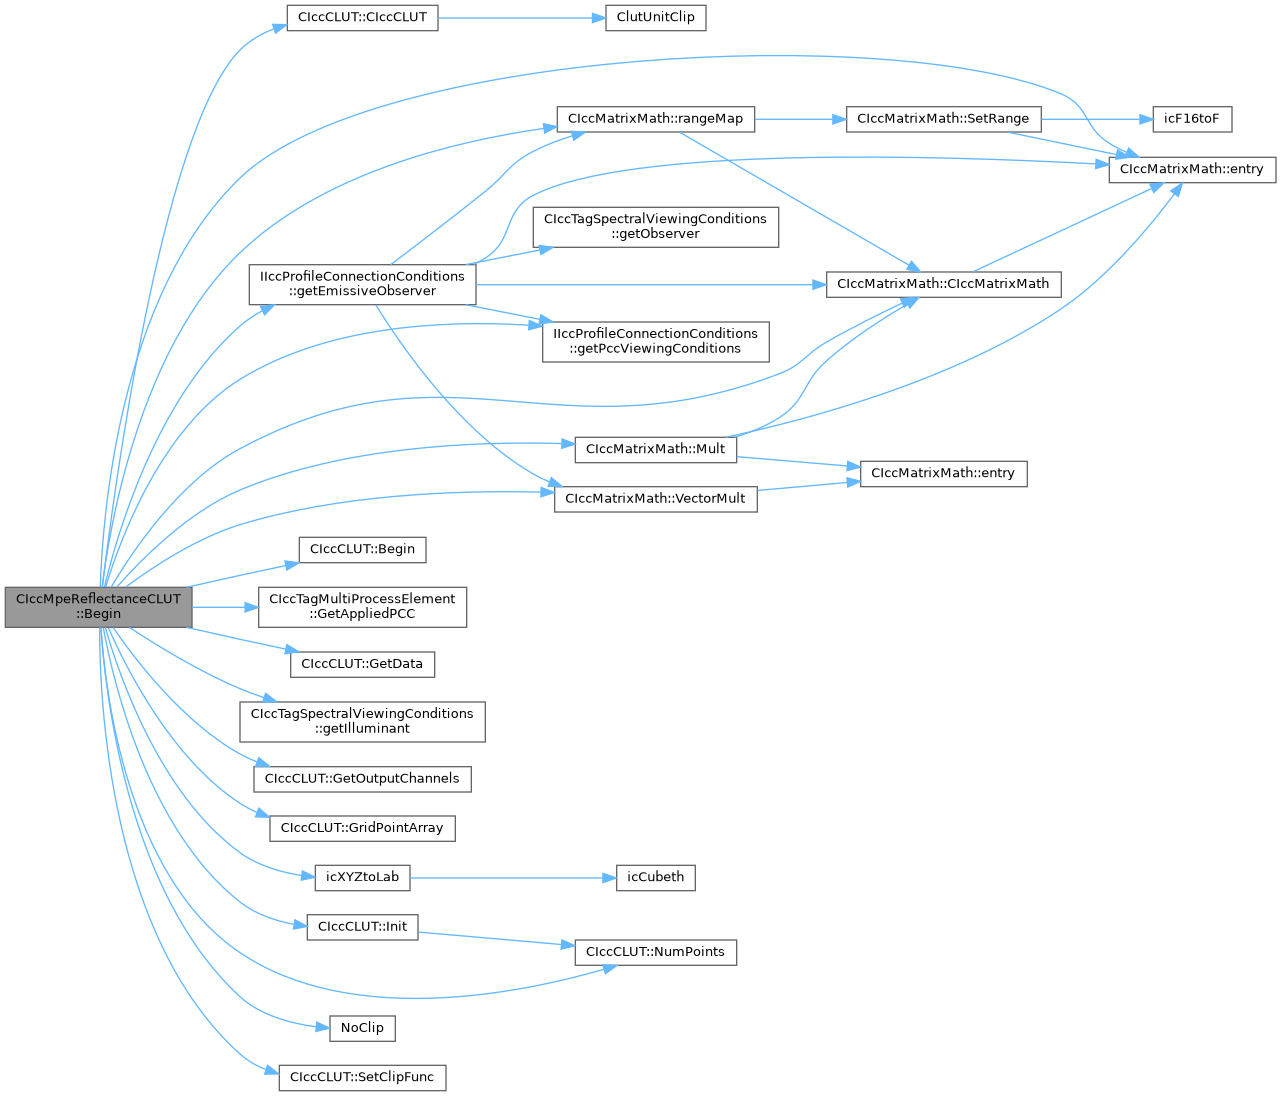 CIccCLUT::CIccCLUT
ClutUnitClip
CIccMatrixMath::rangeMap
CIccMatrixMath::SetRange
icF16toF
CIccMatrixMath::entry
CIccTagSpectralViewingConditions
::getObserver
IIccProfileConnectionConditions
::getEmissiveObserver
CIccMatrixMath::CIccMatrixMath
IIccProfileConnectionConditions
::getPccViewingConditions
CIccMatrixMath::Mult
CIccMatrixMath::entry
CIccMatrixMath::VectorMult
CIccCLUT::Begin
CIccMpeReflectanceCLUT
::Begin
CIccTagMultiProcessElement
::GetAppliedPCC
CIccCLUT::GetData
CIccTagSpectralViewingConditions
::getIlluminant
CIccCLUT::GetOutputChannels
CIccCLUT::GridPointArray
icXYZtoLab
icCubeth
CIccCLUT::Init
CIccCLUT::NumPoints
NoClip
CIccCLUT::SetClipFunc